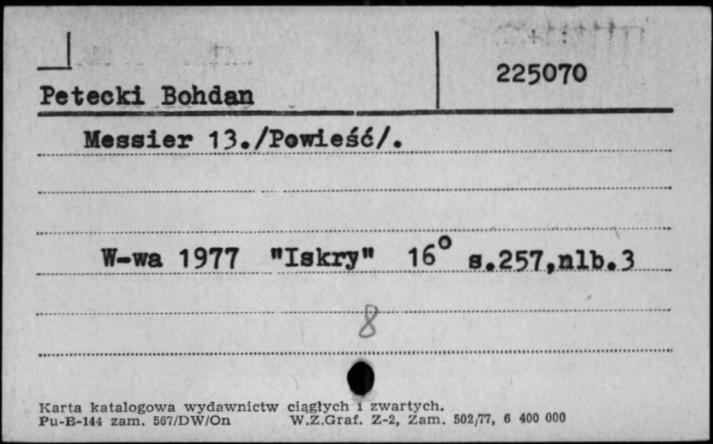 225070
Petecki Bohdan
Messier 13./Powieść/.
W-wa 1977 "Iskry" 16° s.257,nlb.3
8
Karta katalogowa wydawnictw ciągłych i zwartych.
Pu-B-144 zam. 567/DW/On W.Z.Graf. Z-2, Zam. 502/77, 6 400 000